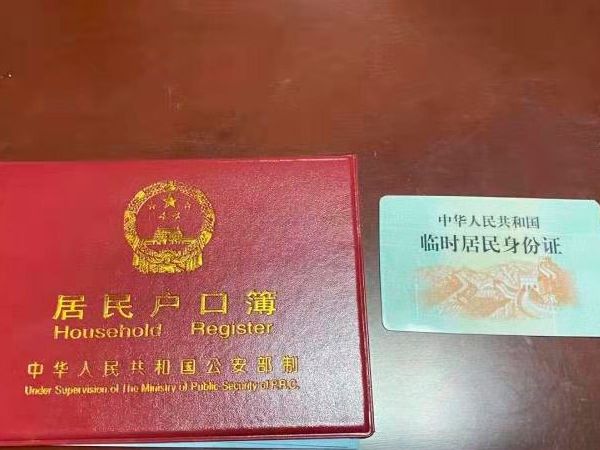 居民户口簿
Household Register
中华人民共和国公安部制
Under Supervision of The Ministry of Public Security of P.R.C.
中华人民共和国
临时居民身份证